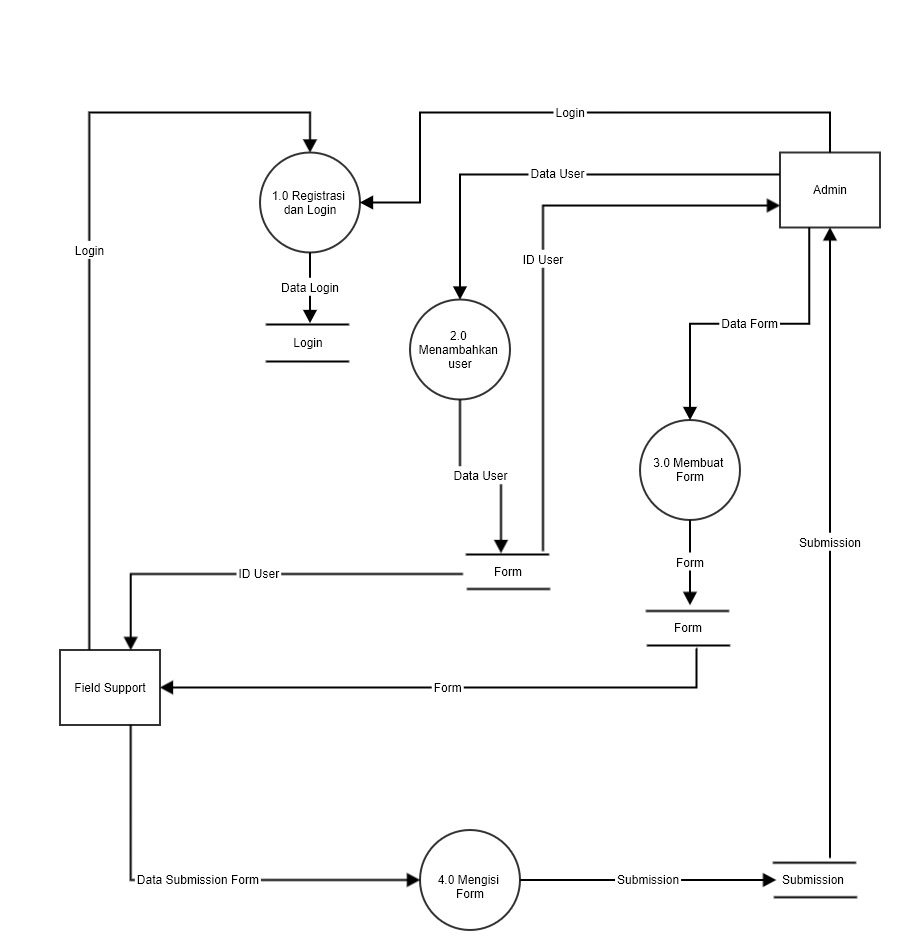 Login
1.0 Registrasi
dan Login
Data User
Admin
Login
ID User
Data Login
Login
2.0
Menambahkan
user
Data Form
3.0 Membuat
Form
Data User
Submission
Form
Form
ID User
Form
Field Support
Form
Data Submission Form
4.0 Mengisi
Form
Submission
Submission